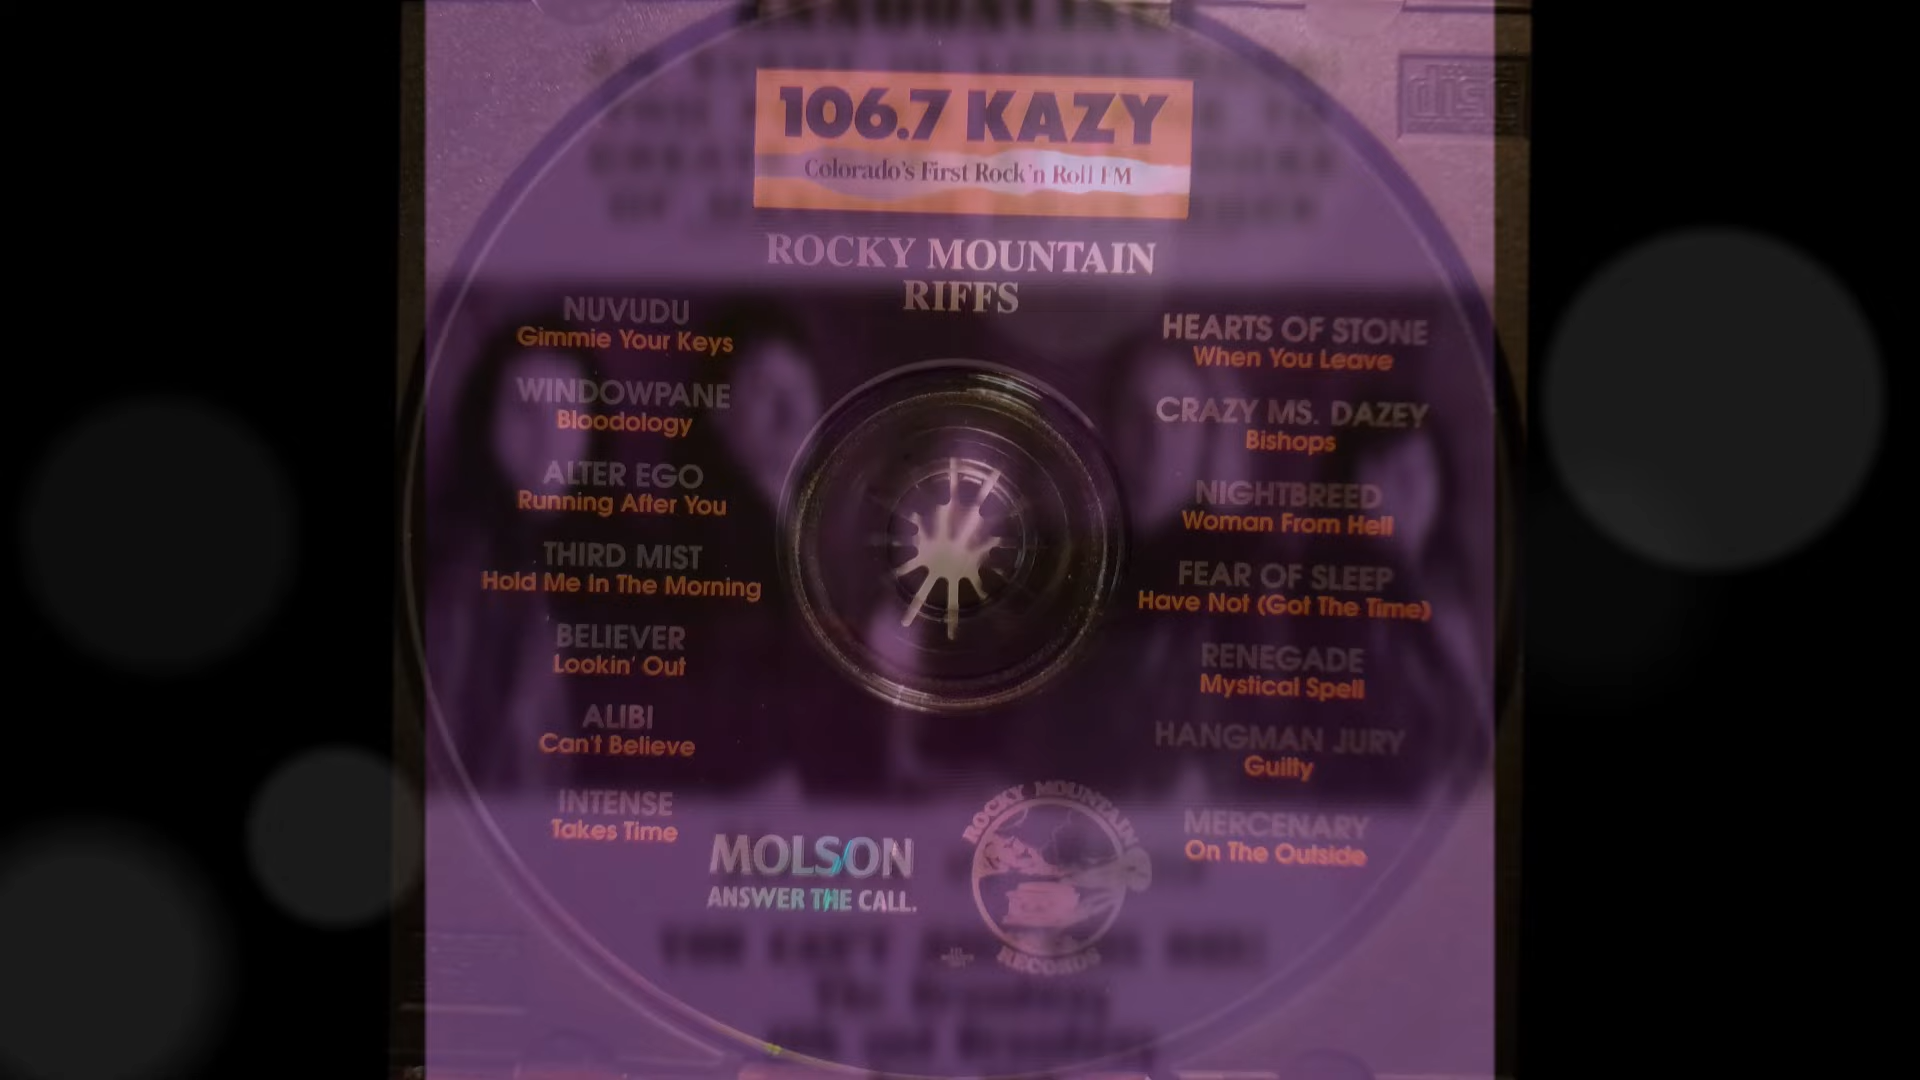 106.7 KAZY
Colorado's First Rock'n Roll FM
ROCKY MOUNTAIN
RIFFS
NUVUDU
Gimmie Your Keys
WINDOWPANE
Bloodology
ALTER EGO
Running After You
THIRD MIST
Hold Me In The Morning
BELIEVER
Lookin' Out
ALIBI
Can't Believe
INTENSE
Takes Time
HEARTS OF STONE
When You Leave
CRAZY MS. DAZEY
Bishops
NIGHTBREED
Woman From Hell
FEAR OF SLEEP
Have Not (Got The Time)
RENEGADE
Mystical Spell
HANGMAN JURY
Guilty
MERCENARY
On The Outside
MOLSON
ANSWER THE CALL.
ROCKY MOUNTAIN
RECORDS
disc